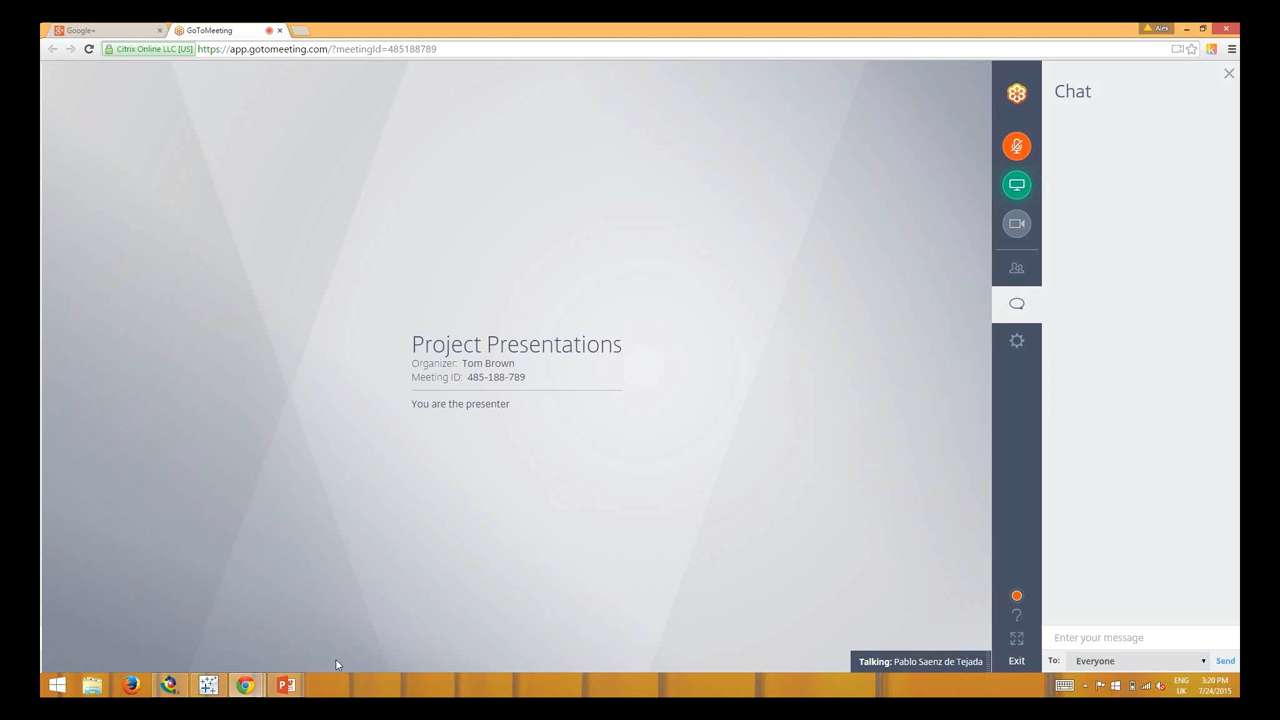 Google+
GoToMeeting
Alex
Citrix Online LLC [US]
https://app.gotomeeting.com/?meetingId=485188789
Chat
Project Presentations
Organizer: Tom Brown
Meeting ID: 485-188-789
You are the presenter
Enter your message
Talking: Pablo Saenz de Tejada
Exit
To: Everyone
Send
ENG
UK
3:20 PM
7/24/2015